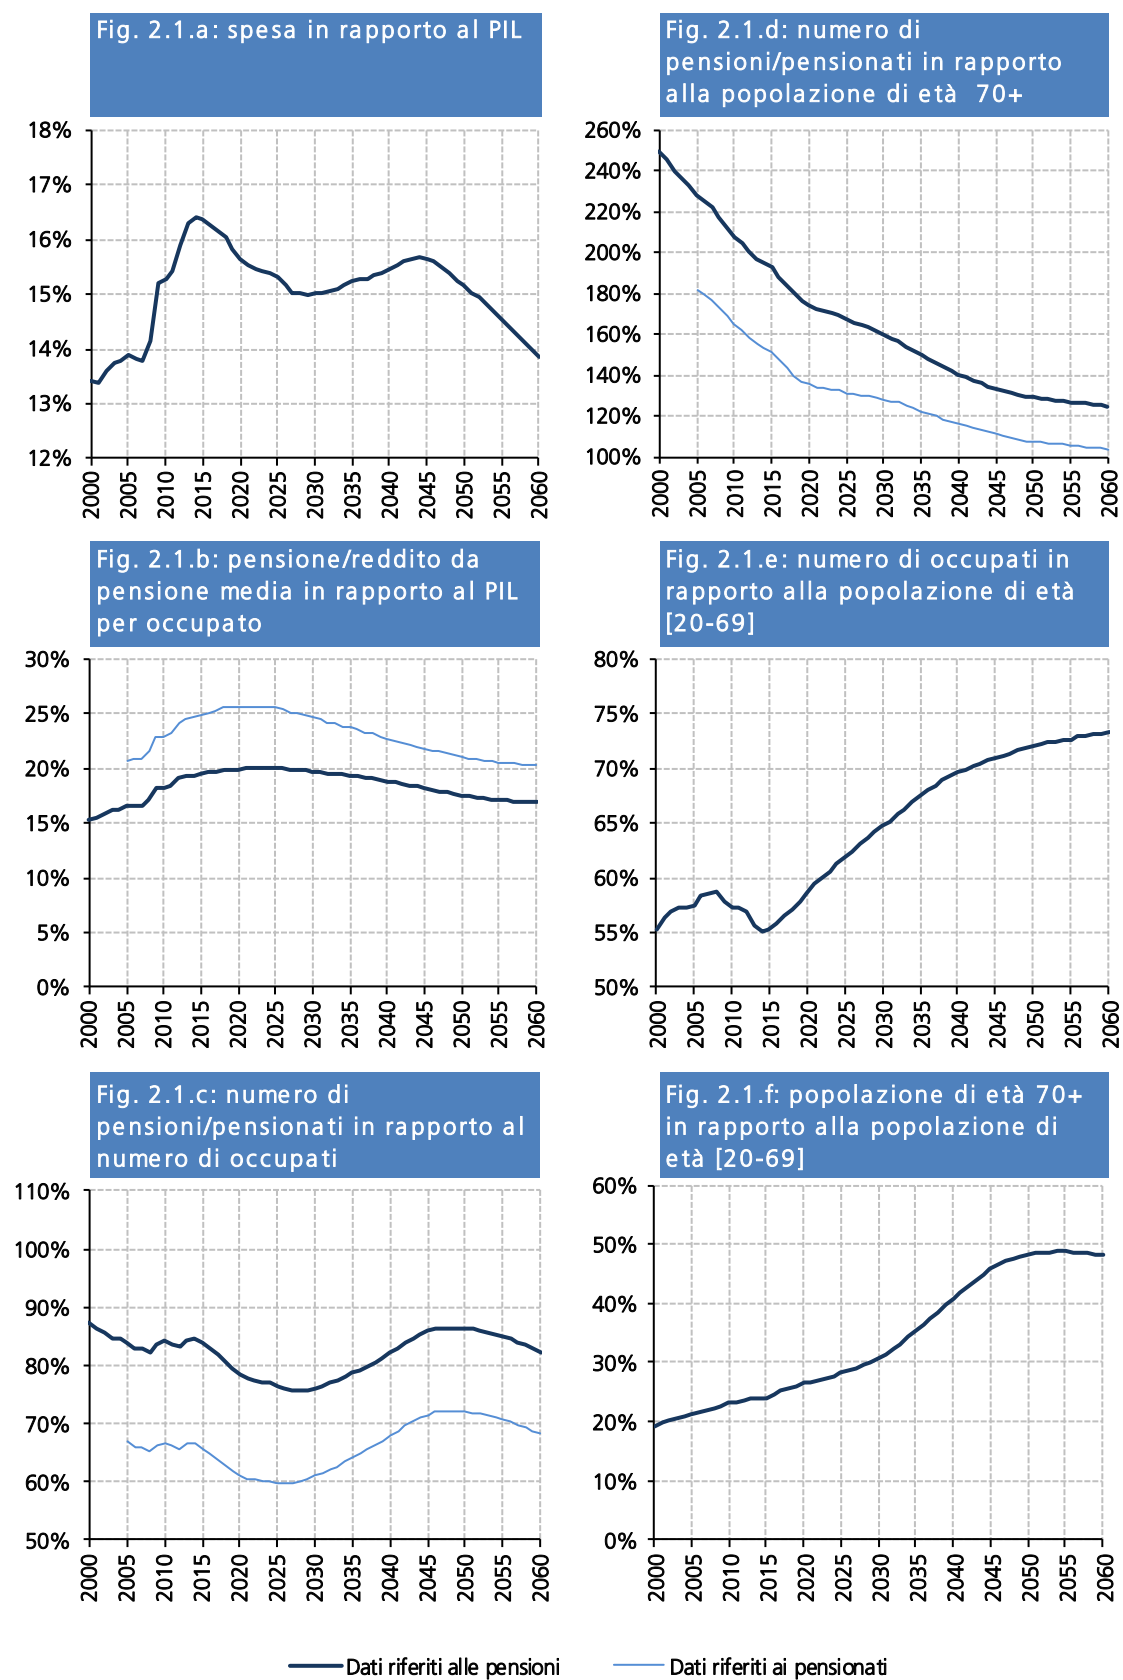 Fig. 2.1.a: spesa in rapporto al PIL
18%
17%
16%
15%
14%
13%
12%
2000 2005 2010 2015 2020 2025 2030 2035 2040 2045 2050 2055 2060
Fig. 2.1.d: numero di
pensioni/pensionati in rapporto
alla popolazione di età 70+
260%
240%
220%
200%
180%
160%
140%
120%
100%
2000 2005 2010 2015 2020 2025 2030 2035 2040 2045 2050 2055 2060
Fig. 2.1.b: pensione/reddito da
pensione media in rapporto al PIL
per occupato
30%
25%
20%
15%
10%
5%
0%
2000 2005 2010 2015 2020 2025 2030 2035 2040 2045 2050 2055 2060
Fig. 2.1.e: numero di occupati in
rapporto alla popolazione di età
[20-69]
80%
75%
70%
65%
60%
55%
50%
2000 2005 2010 2015 2020 2025 2030 2035 2040 2045 2050 2055 2060
Fig. 2.1.c: numero di
pensioni/pensionati in rapporto al
numero di occupati
110%
100%
90%
80%
70%
60%
50%
2000 2005 2010 2015 2020 2025 2030 2035 2040 2045 2050 2055 2060
Fig. 2.1.f: popolazione di età 70+
in rapporto alla popolazione di
età [20-69]
60%
50%
40%
30%
20%
10%
0%
2000 2005 2010 2015 2020 2025 2030 2035 2040 2045 2050 2055 2060
Dati riferiti alle pensioni Dati riferiti ai pensionati